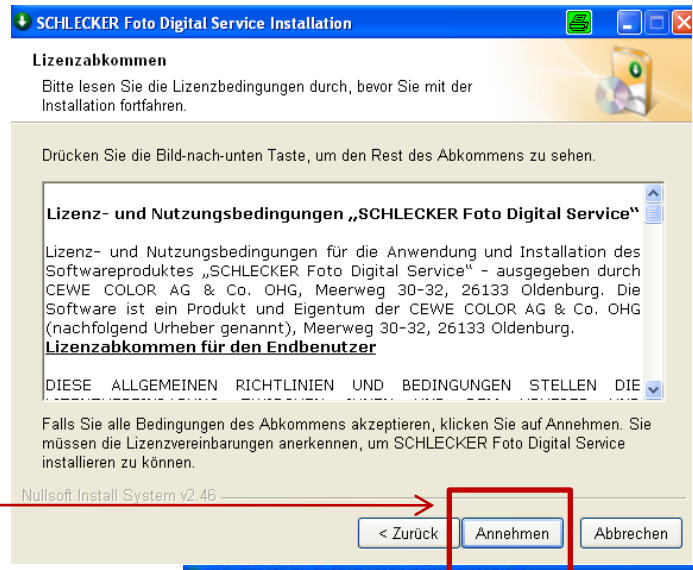 SCHLECKER Foto Digital Service Installation
Lizenzabkommen
Bitte lesen Sie die Lizenzbedingungen durch, bevor Sie mit der
Installation fortfahren.
Drücken Sie die Bild-nach-unten Taste, um den Rest des Abkommens zu sehen.
Lizenz- und Nutzungsbedingungen „SCHLECKER Foto Digital Service“
Lizenz- und Nutzungsbedingungen für die Anwendung und Installation des
Softwareproduktes „SCHLECKER Foto Digital Service“ – ausgegeben durch
CEWE COLOR AG & Co. OHG, Meerweg 30-32, 26133 Oldenburg. Die
Software ist ein Produkt und Eigentum der CEWE COLOR AG & Co. OHG
(nachfolgend Urheber genannt), Meerweg 30-32, 26133 Oldenburg.
Lizenzabkommen für den Endbenutzer
DIESE ALLGEMEINEN RICHTLINIEN UND BEDINGUNGEN STELLEN DIE
Falls Sie alle Bedingungen des Abkommens akzeptieren, klicken Sie auf Annehmen. Sie
müssen die Lizenzvereinbarungen anerkennen, um SCHLECKER Foto Digital Service
installieren zu können.
Nullsoft Install System v2.46
< Zurück Annehmen Abbrechen